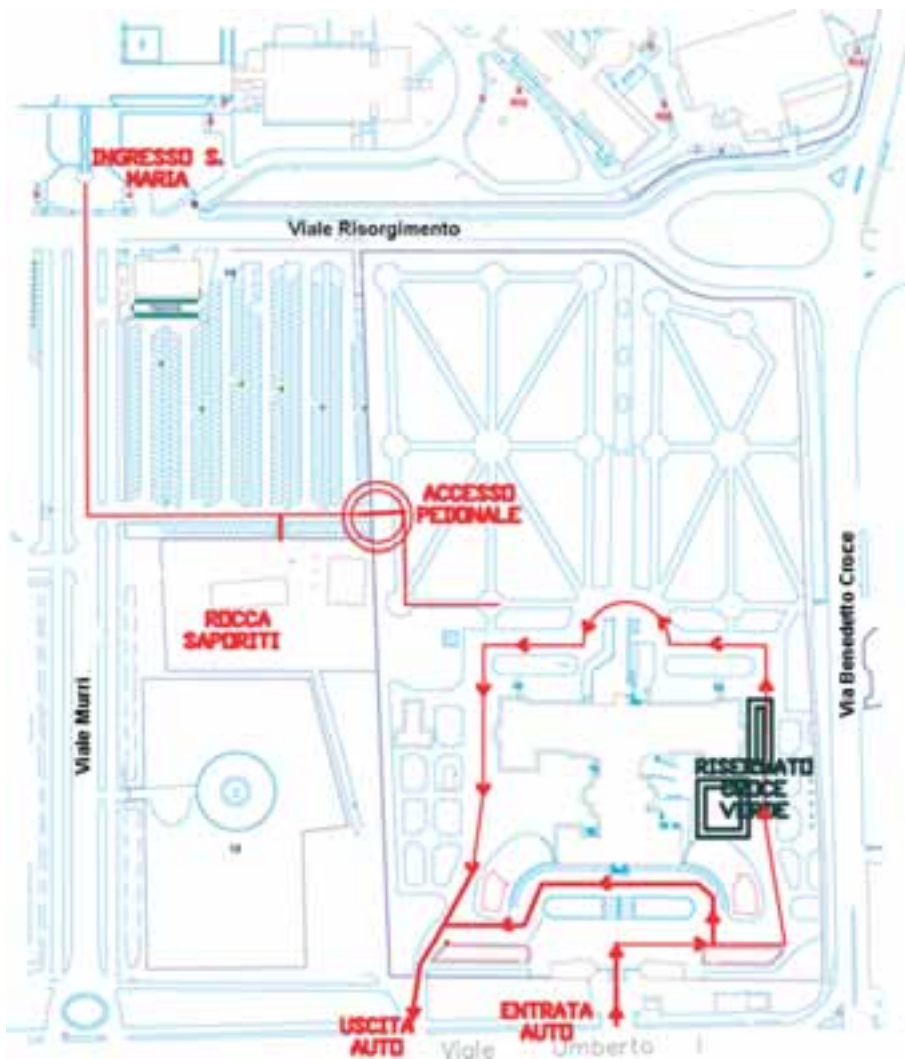 INGRESSO S.
MARIA
Viale Risorgimento
ACCESSO
PEDONALE
ROCCA
SAPORITI
Viale Murri
Via Benedetto Croce
RISERVATO
CROCE
VERDE
USCITA
AUTO
ENTRATA
AUTO
Viale Umberto I